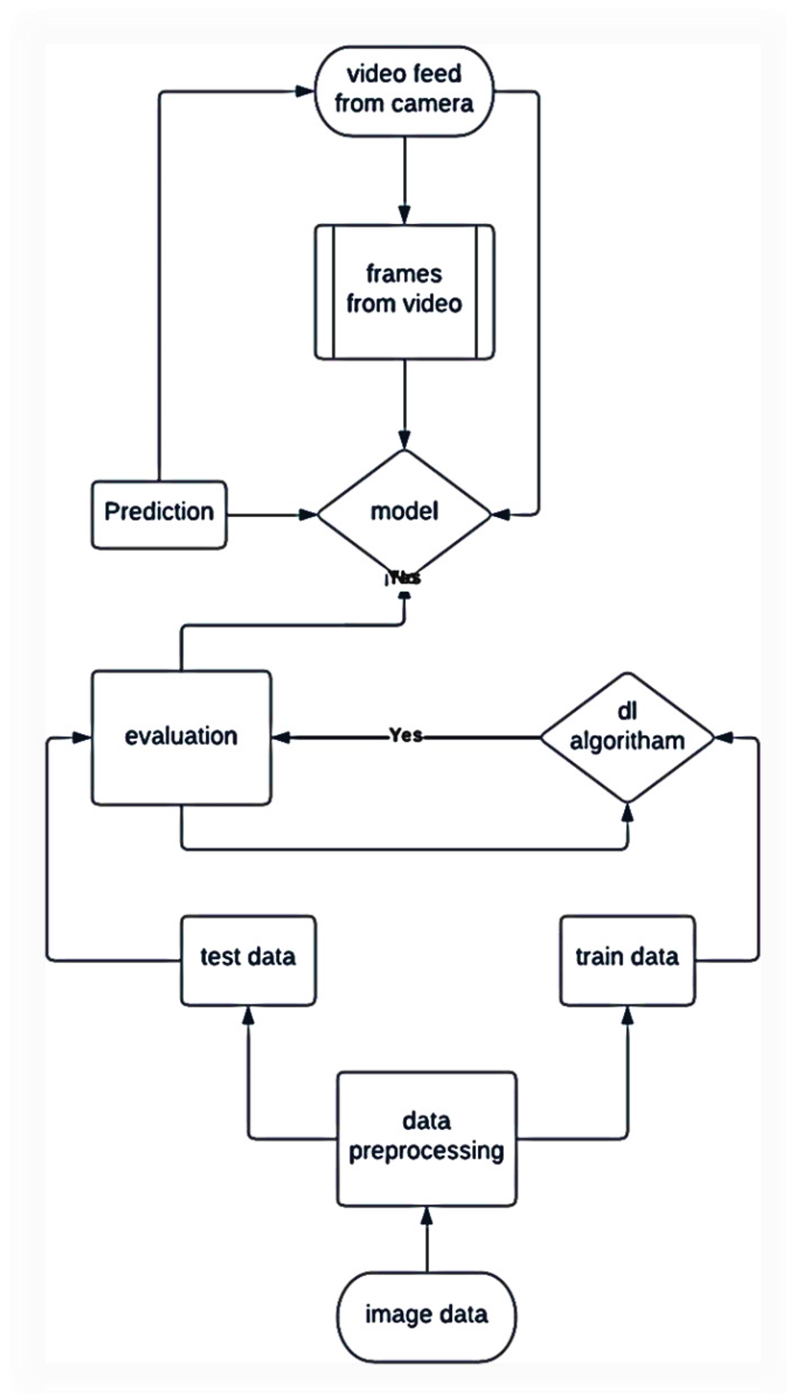 video feed
from camera
frames
from video
Prediction
model
evaluation
Yes
dl
algoritham
test data
train data
data
preprocessing
image data